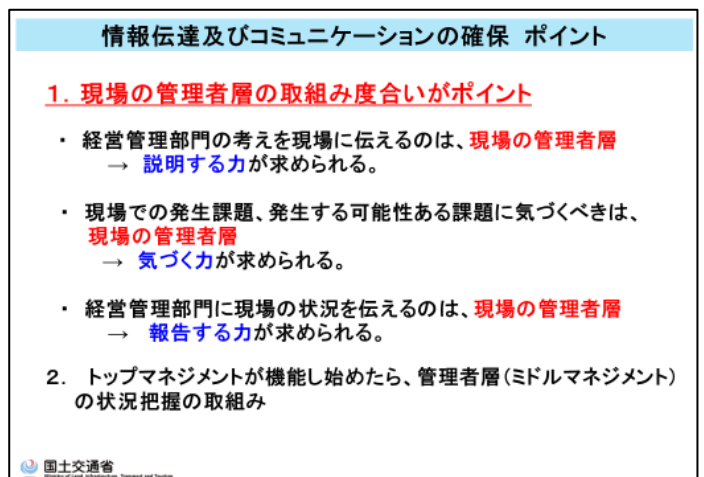 情報伝達及びコミュニケーションの確保 ポイント
１．現場の管理者層の取組み度合いがポイント
・ 経営管理部門の考えを現場に伝えるのは、現場の管理者層
→ 説明する力が求められる。
・ 現場での発生課題、発生する可能性ある課題に気づくべきは、
現場の管理者層
→ 気づく力が求められる。
・ 経営管理部門に現場の状況を伝えるのは、現場の管理者層
→ 報告する力が求められる。
２． トップマネジメントが機能し始めたら、管理者層（ミドルマネジメント）
の状況把握の取組み
国土交通省
Ministry of Land, Infrastructure, Transport and Tourism